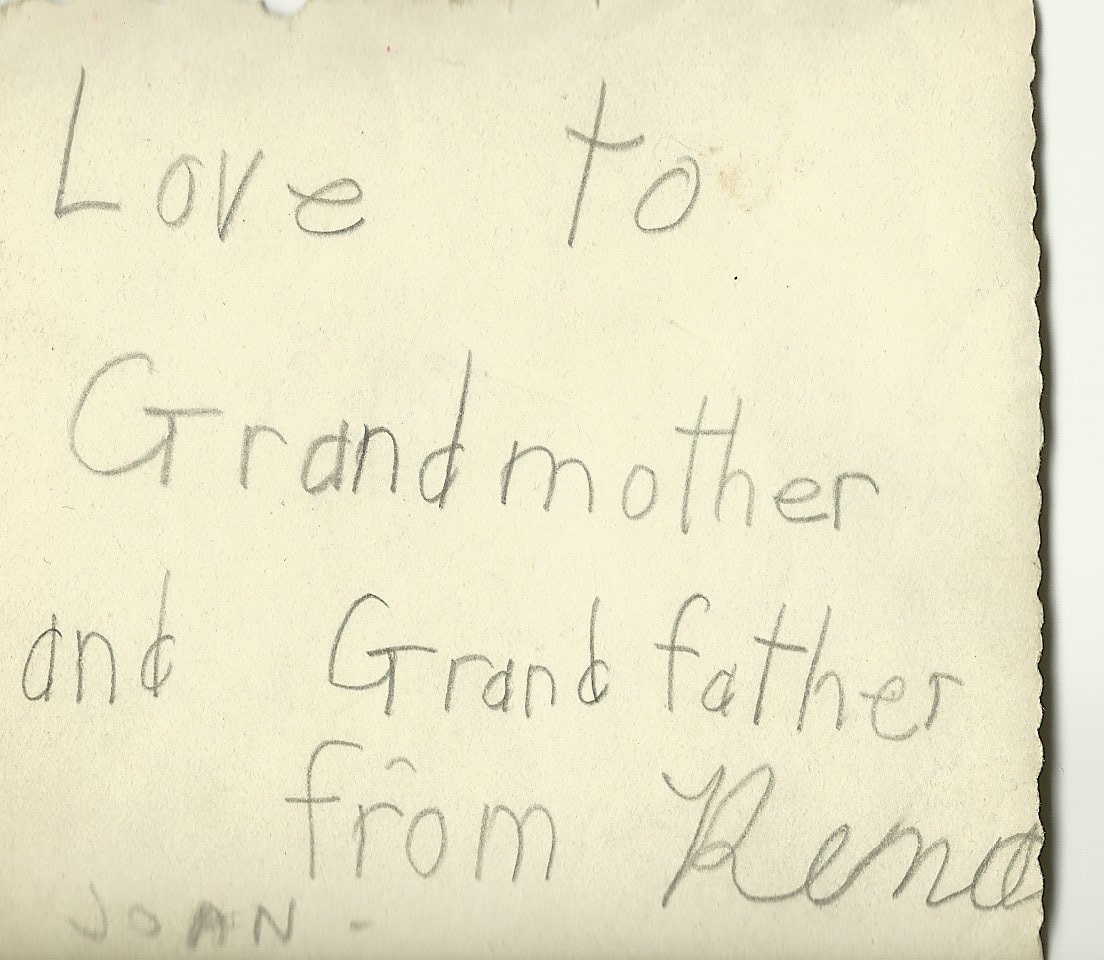 Love to
Grandmother
and Grandfather
from Rena
JOAN -